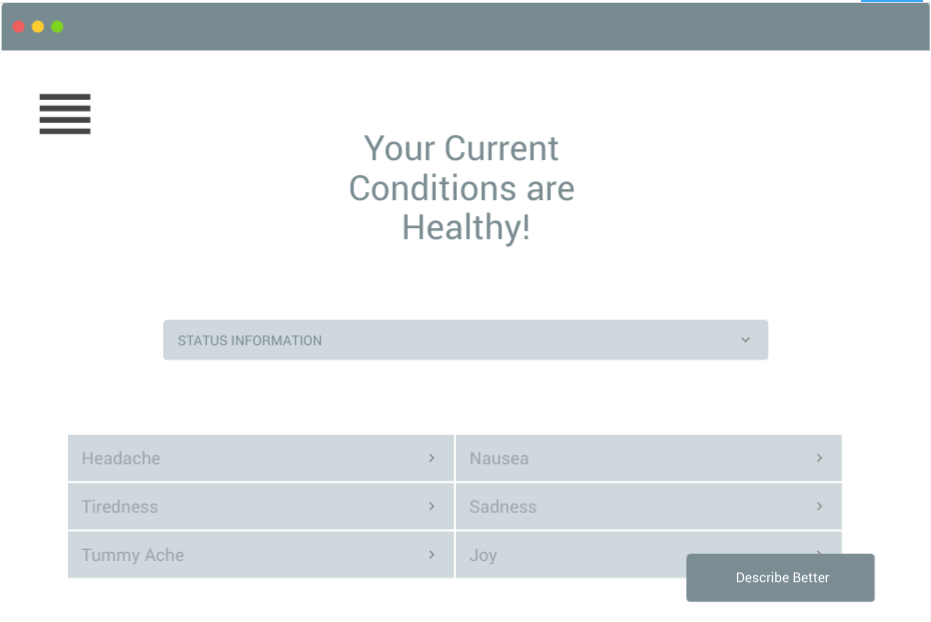 Your Current
Conditions are
Healthy!
STATUS INFORMATION
Headache
Nausea
Tiredness
Sadness
Tummy Ache
Joy
Describe Better